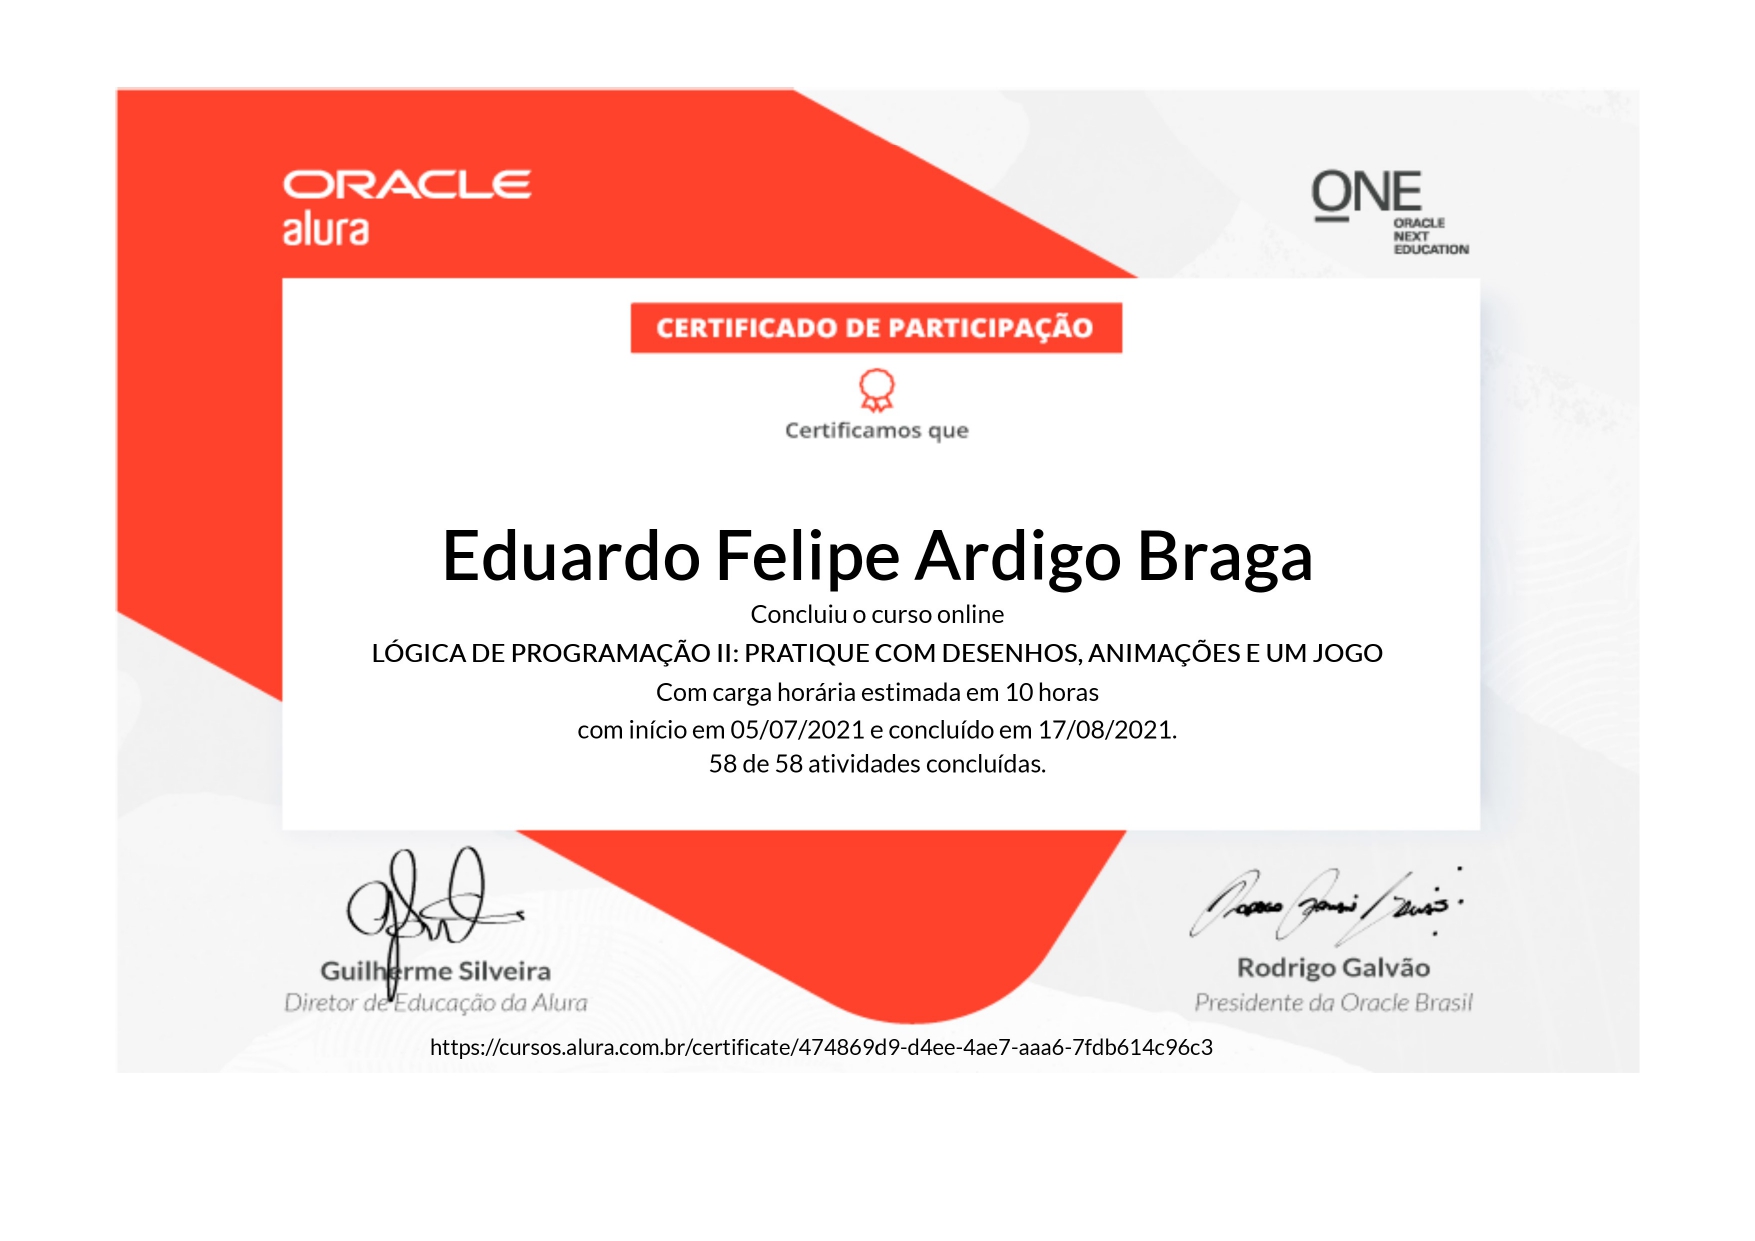 ORACLE
alura
ONE
ORACLE
NEXT
EDUCATION
CERTIFICADO DE PARTICIPAÇÃO
Certificamos que
Eduardo Felipe Ardigo Braga
Concluiu o curso online
LÓGICA DE PROGRAMAÇÃO II: PRATIQUE COM DESENHOS, ANIMAÇÕES E UM JOGO
Com carga horária estimada em 10 horas
com início em 05/07/2021 e concluído em 17/08/2021.
58 de 58 atividades concluídas.
Guilherme Silveira
Diretor de Educação da Alura
Rodrigo Galvão
Presidente da Oracle Brasil
https://cursos.alura.com.br/certificate/474869d9-d4ee-4ae7-aaa6-7fdb614c96c3